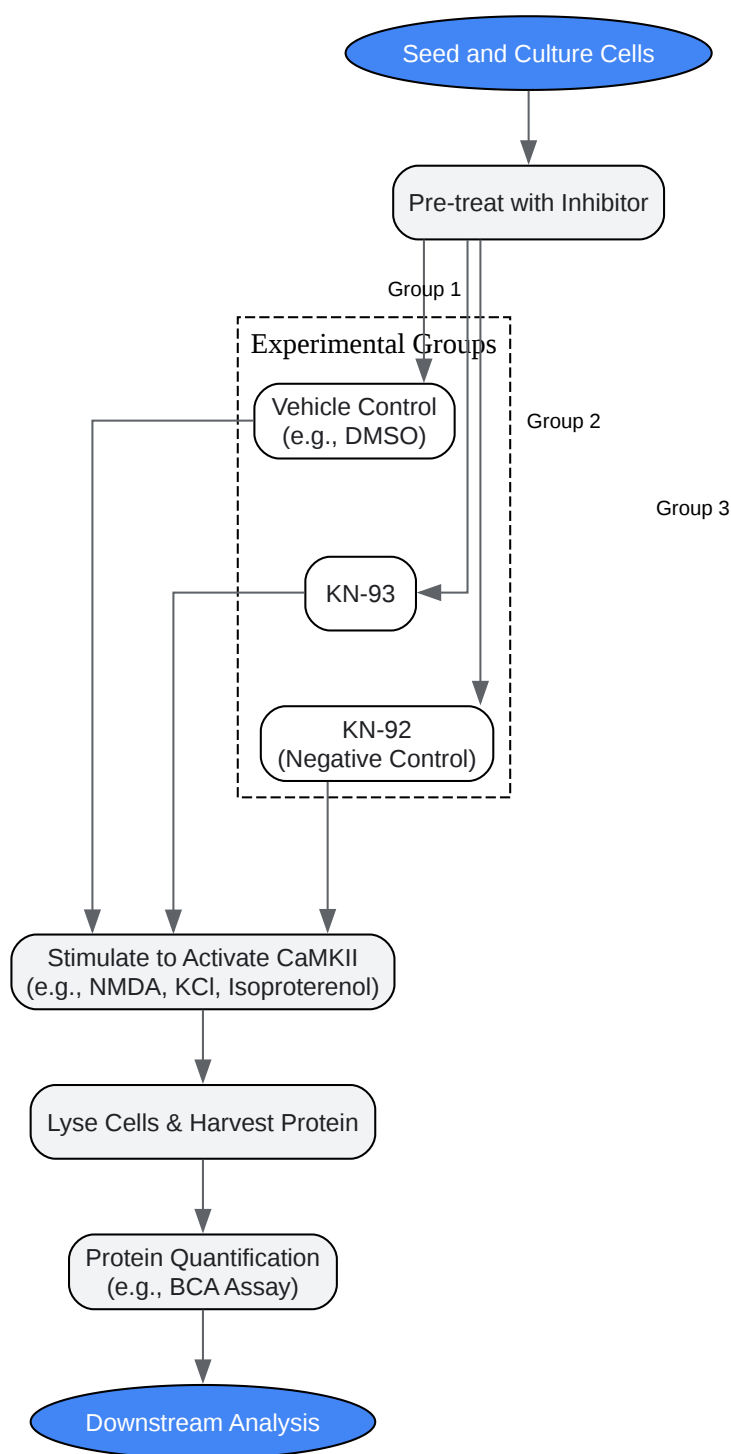 Seed and Culture Cells
Pre-treat with Inhibitor
Group 1
Experimental Groups
Vehicle Control
(e.g., DMSO)
Group 2
Group 3
KN-93
KN-92
(Negative Control)
Stimulate to Activate CaMKII
(e.g., NMDA, KCl, Isoproterenol)
Lyse Cells & Harvest Protein
Protein Quantification
(e.g., BCA Assay)
Downstream Analysis